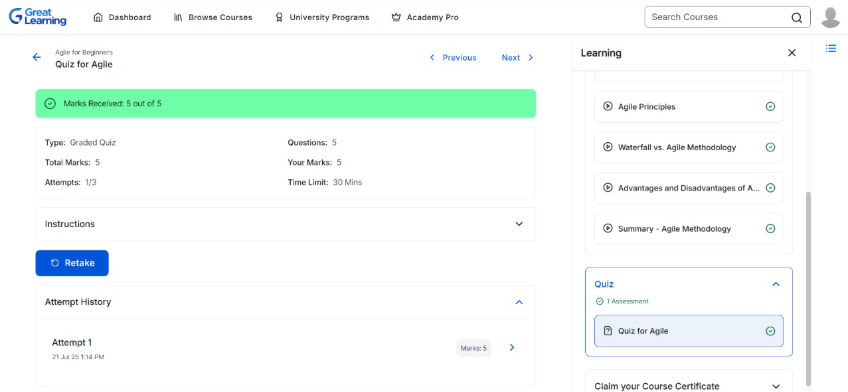 Great Learning
Dashboard
Browse Courses
University Programs
Academy Pro
Search Courses
Agile for Beginners
Quiz for Agile
Previous
Next
Marks Received: 5 out of 5
Type: Graded Quiz
Questions: 5
Total Marks: 5
Your Marks: 5
Attempts: 1/3
Time Limit: 30 Mins
Instructions
Retake
Attempt History
Attempt 1
21 Jul 25 1:14 PM
Marks: 5
Learning
Agile Principles
Waterfall vs. Agile Methodology
Advantages and Disadvantages of A...
Summary - Agile Methodology
Quiz
1 Assessment
Quiz for Agile
Claim your Course Certificate